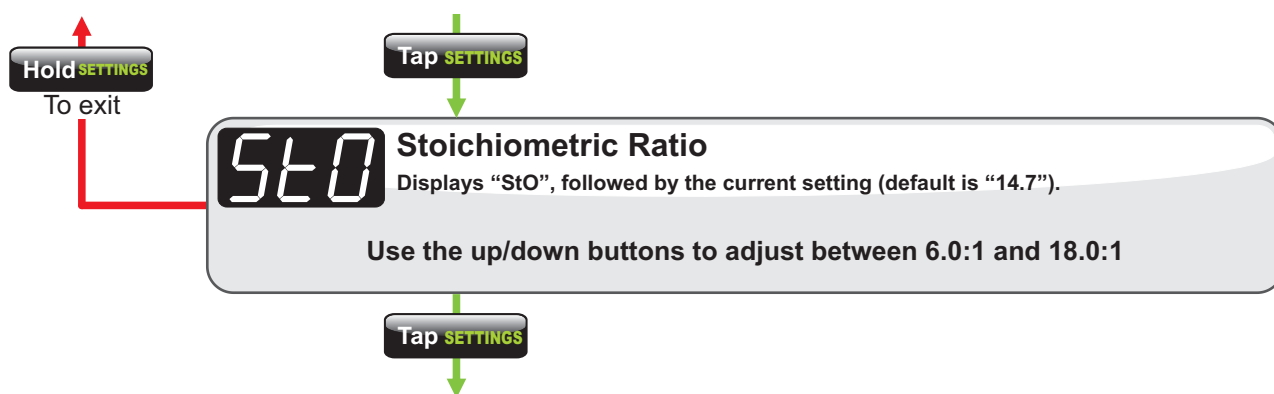 Tap SETTINGS
Hold SETTINGS
To exit
StO
Stoichiometric Ratio
Displays “StO”, followed by the current setting (default is “14.7”).
Use the up/down buttons to adjust between 6.0:1 and 18.0:1
Tap SETTINGS